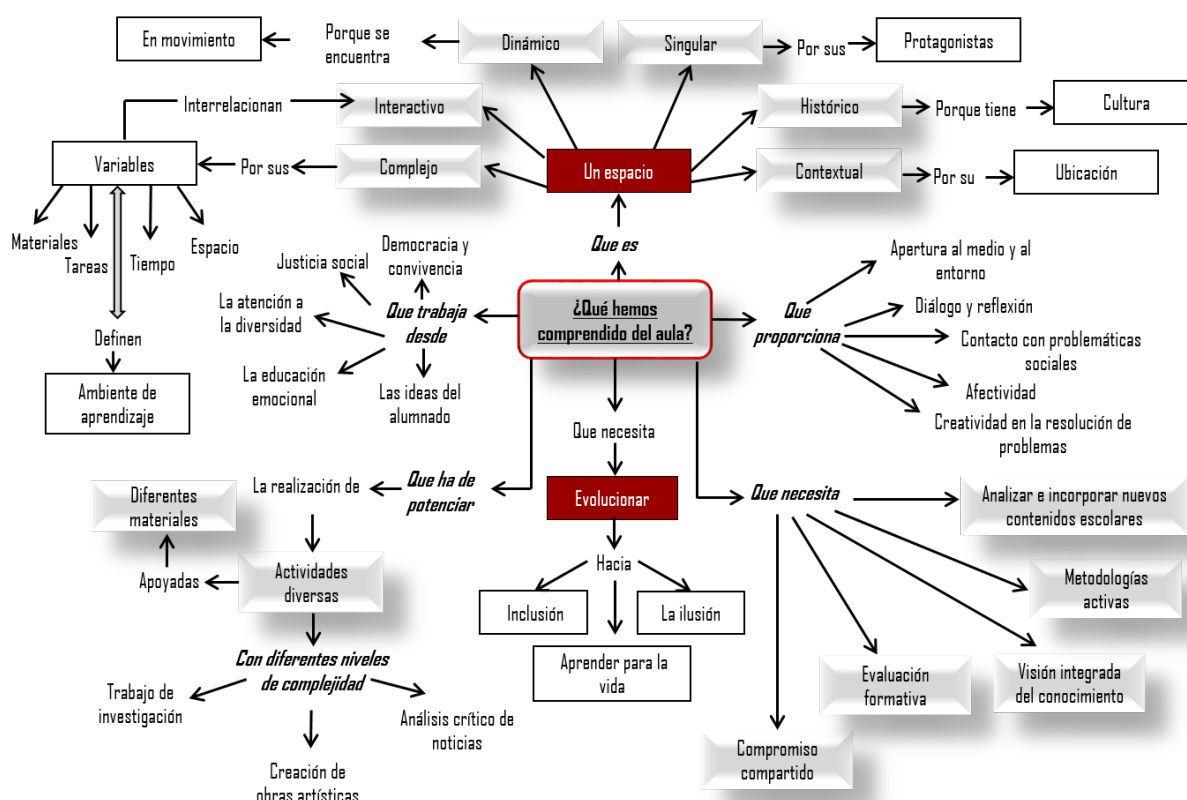 En movimiento
Porque se
encuentra
Dinámico
Singular
Por sus
Protagonistas
Interrelacionan
Interactivo
Histórico
Porque tiene
Cultura
Variables
Por sus
Complejo
Un espacio
Contextual
Por su
Ubicación
Materiales
Tareas
Tiempo
Espacio
Que es
Definen
Ambiente de
aprendizaje
Justicia social
Democracia y
convivencia
La atención a
la diversidad
Que trabaja
desde
La educación
emocional
Las ideas del
alumnado
¿Qué hemos
comprendido del aula?
Que
proporciona
Apertura al medio y al
entorno
Diálogo y reflexión
Contacto con problemáticas
sociales
Afectividad
Creatividad en la resolución de
problemas
Que necesita
Evolucionar
Hacia
Inclusión
La ilusión
Aprender para la
vida
Que ha de
potenciar
La realización de
Diferentes
materiales
Apoyadas
Actividades
diversas
Con diferentes niveles
de complejidad
Trabajo de
investigación
Análisis crítico de
noticias
Creación de
obras artísticas
Que necesita
Analizar e incorporar nuevos
contenidos escolares
Metodologías
activas
Visión integrada
del conocimiento
Evaluación
formativa
Compromiso
compartido